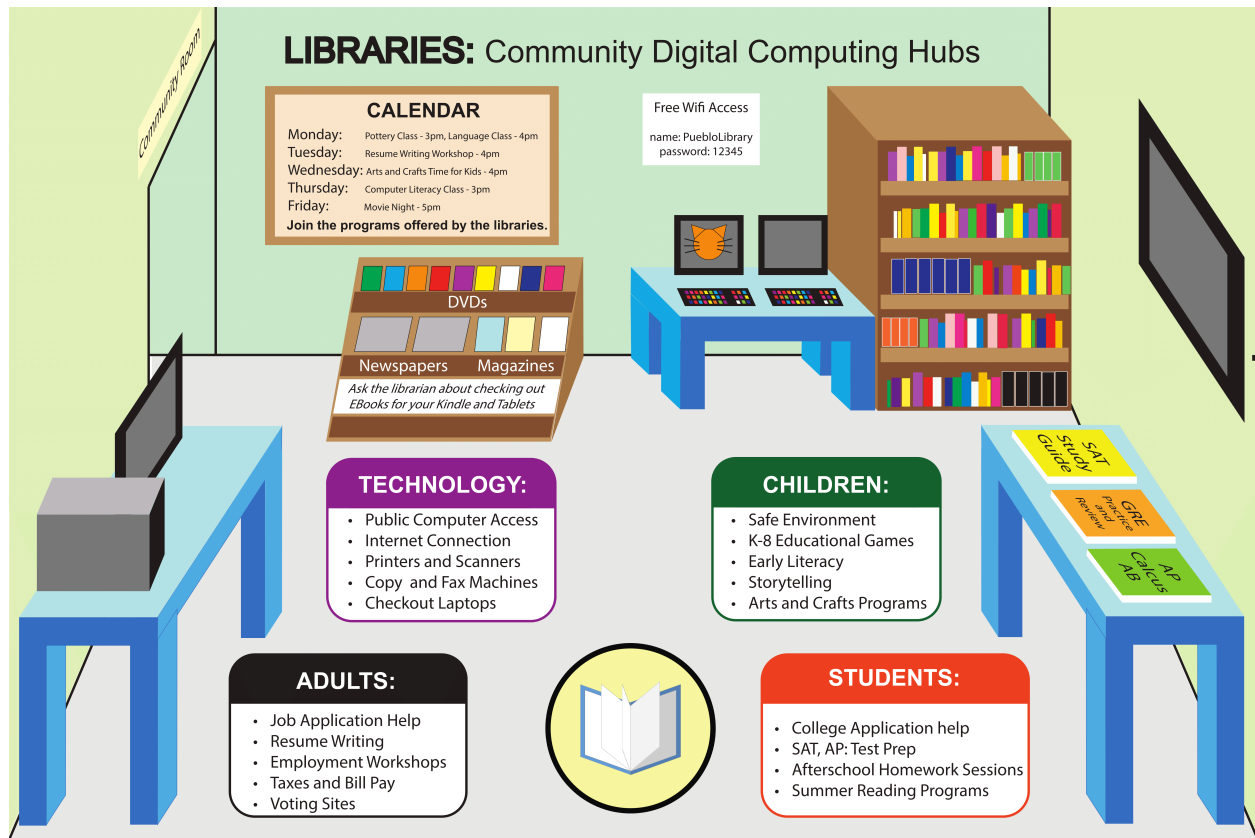 LIBRARIES: Community Digital Computing Hubs
Community Room
CALENDAR
Monday: Pottery Class - 3pm, Language Class - 4pm
Tuesday: Resume Writing Workshop - 4pm
Wednesday: Arts and Crafts Time for Kids - 4pm
Thursday: Computer Literacy Class - 3pm
Friday: Movie Night - 5pm
Join the programs offered by the libraries.
Free Wifi Access
name: PuebloLibrary
password: 12345
DVDs
Newspapers Magazines
Ask the librarian about checking out
EBooks for your Kindle and Tablets
SAT
Study
Guide
GRE
Practice
and
Review
AP
Calcus
AB
TECHNOLOGY:
• Public Computer Access
• Internet Connection
• Printers and Scanners
• Copy and Fax Machines
• Checkout Laptops
CHILDREN:
• Safe Environment
• K-8 Educational Games
• Early Literacy
• Storytelling
• Arts and Crafts Programs
ADULTS:
• Job Application Help
• Resume Writing
• Employment Workshops
• Taxes and Bill Pay
• Voting Sites
STUDENTS:
• College Application help
• SAT, AP: Test Prep
• Afterschool Homework Sessions
• Summer Reading Programs